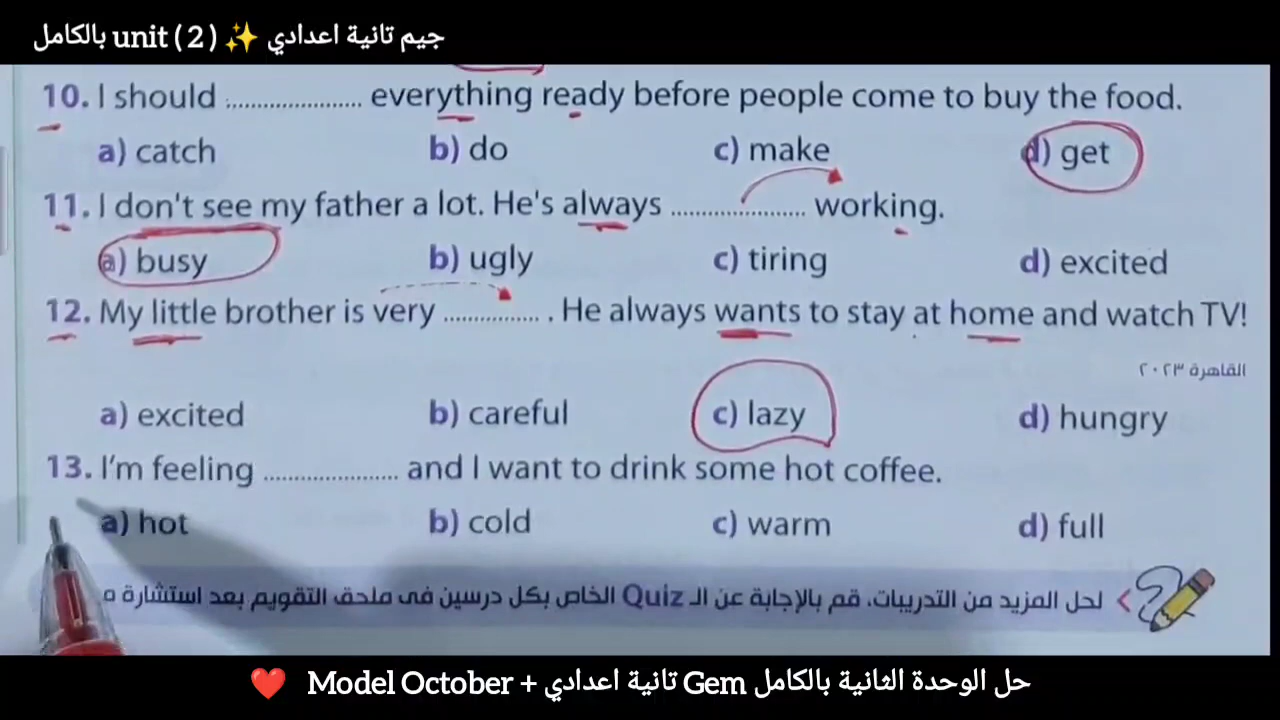 جيم تانية اعدادي ✨ unit ( 2 ) بالكامل
10. I should ..................... everything ready before people come to buy the food.
a) catch b) do c) make d) get
11. I don't see my father a lot. He's always ..................... working.
a) busy b) ugly c) tiring d) excited
12. My little brother is very ............... . He always wants to stay at home and watch TV!
القاهرة ٢٠٢٣
a) excited b) careful c) lazy d) hungry
13. I'm feeling ..................... and I want to drink some hot coffee.
a) hot b) cold c) warm d) full
لحل المزيد من التدريبات، قم بالإجابة عن الـ Quiz الخاص بكل درسين فى ملحق التقويم بعد استشارة
حل الوحدة الثانية بالكامل Gem تانية اعدادي + Model October ❤️